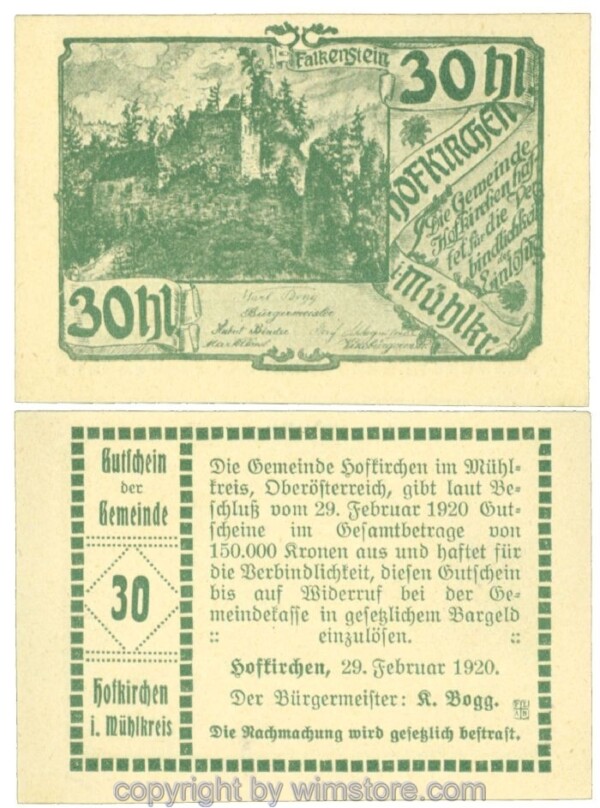 Falkenstein
30 hl.
HOFKIRCHEN
Die Gemeinde
Hofkirchen haf-
tet für die Ver-
bindlichkeit
der
Einlösung
i. Mühlkr.
30 hl.
Karl Bogg
Bürgermeister
Gutschein
der
Gemeinde
30
Hofkirchen
i. Mühlkreis
Die Gemeinde Hofkirchen im Mühl-
kreis, Oberösterreich, gibt laut Be-
schluß vom 29. Februar 1920 Gut-
scheine im Gesamtbetrage von
150.000 Kronen aus und haftet für
die Verbindlichkeit, diesen Gutschein
bis auf Widerruf bei der Ge-
meindekasse in gesetzlichem Bargeld
:: einzulösen. ::
Hofkirchen, 29. Februar 1920.
Der Bürgermeister: K. Bogg.
Die Nachmachung wird gesetzlich bestraft.
copyright by wimstore.com